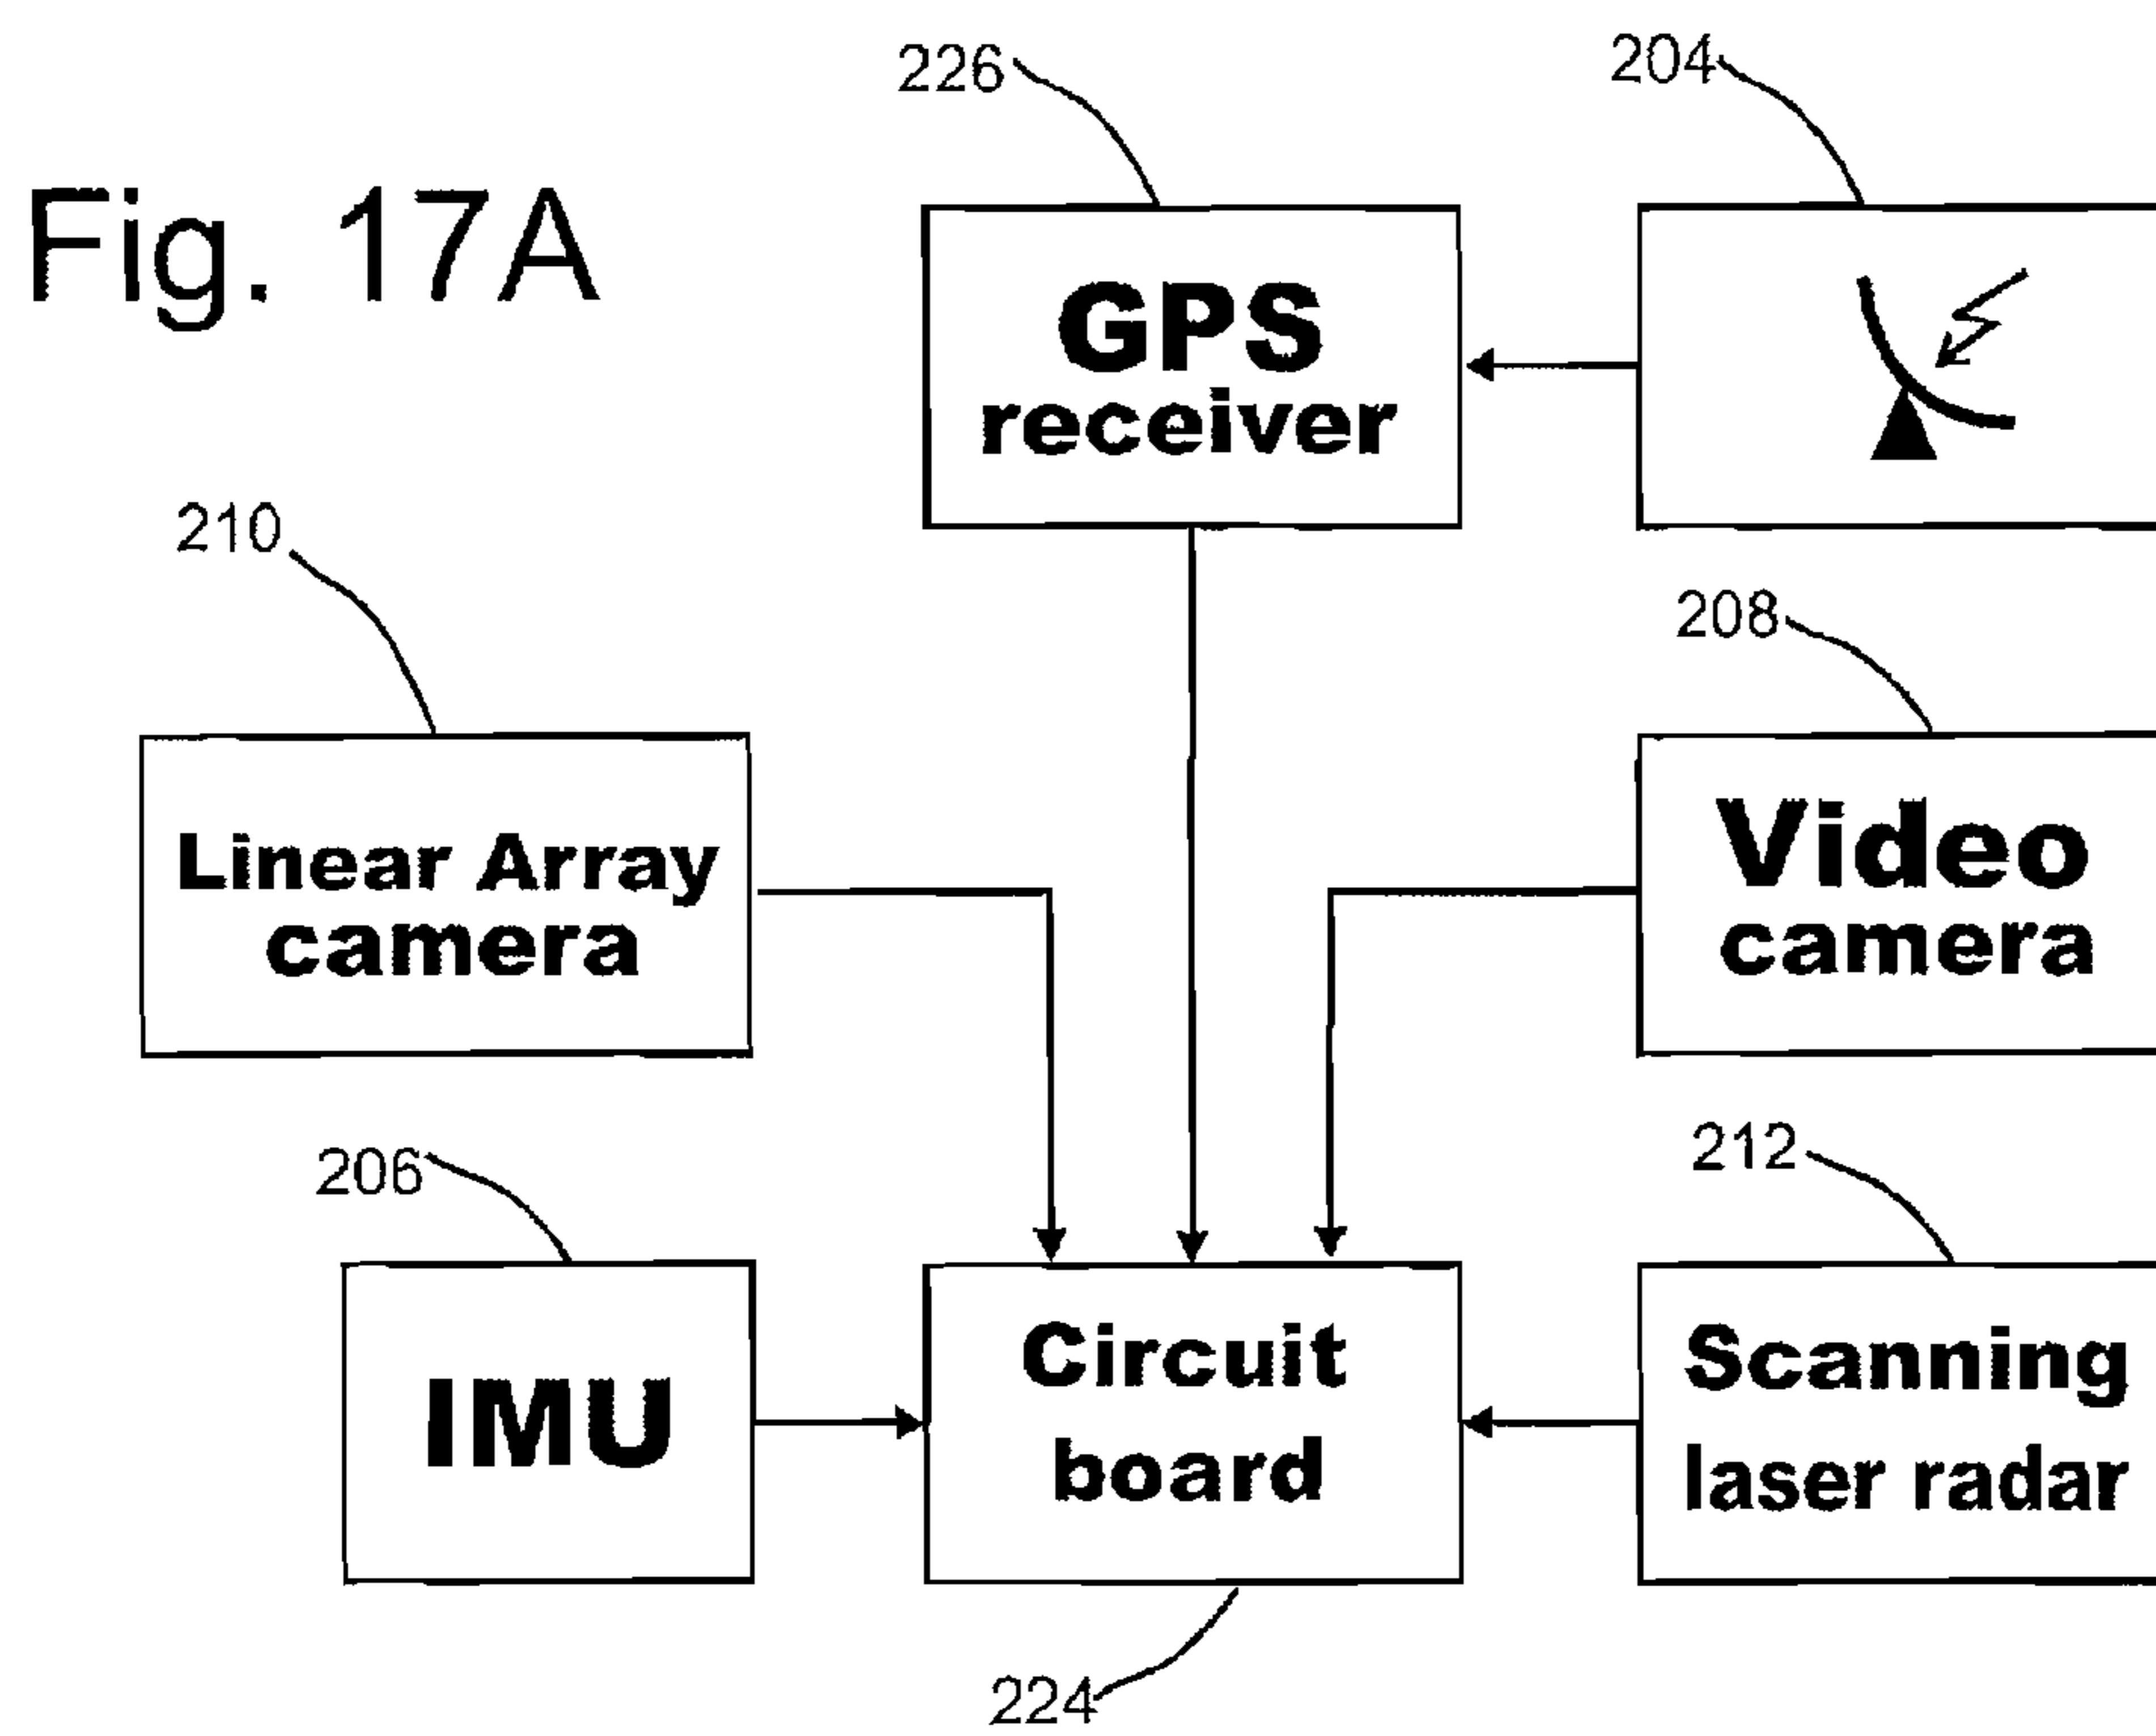 226
204
Fig. 17A
GPS
receiver
210
208
Linear Array
camera
Video
camera
206
212
IMU
Circuit
board
Scanning
laser radar
224